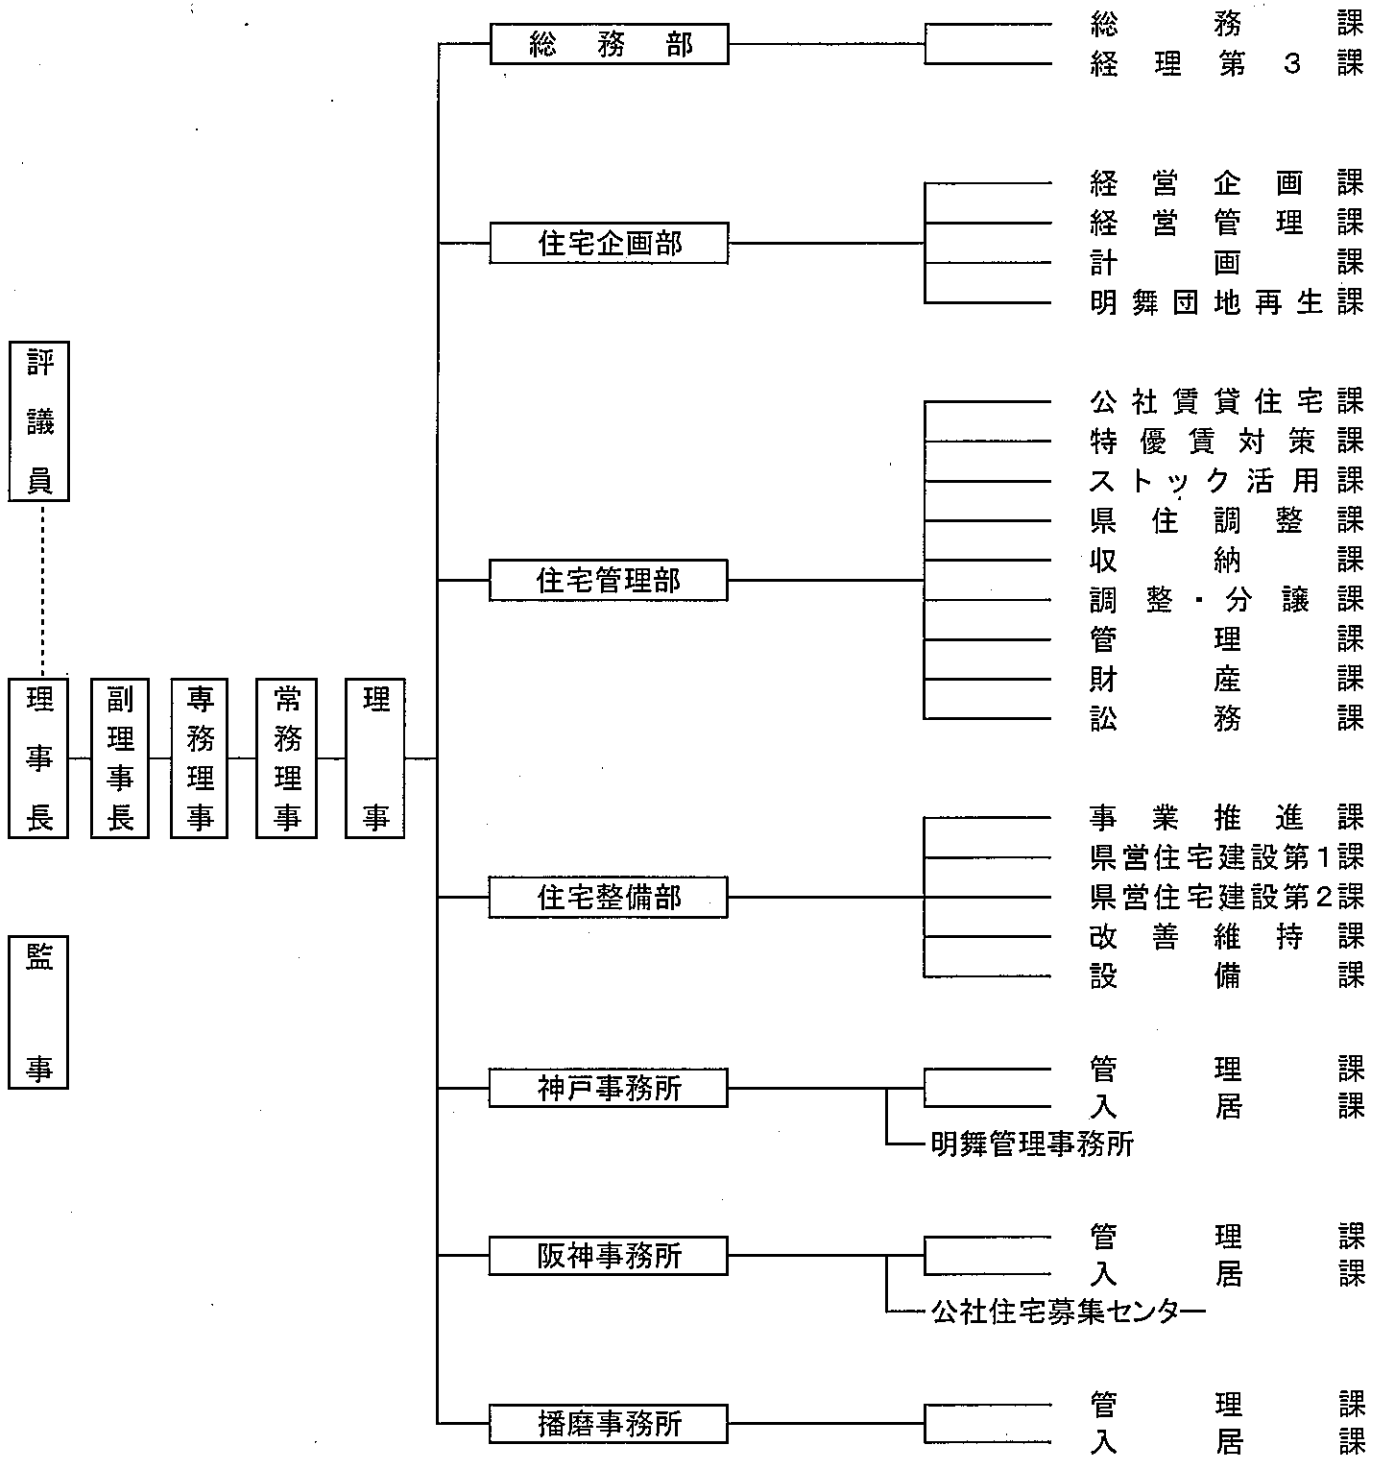 評議員
理事長
副理事長
専務理事
常務理事
理事
監事
総務部
総務課
経理第3課
住宅企画部
経営企画課
経営管理課
計画課
明舞団地再生課
住宅管理部
公社賃貸住宅課
特優賃対策課
ストック活用課
県住調整課
収納課
調整・分譲課
管理課
財産課
訟務課
住宅整備部
事業推進課
県営住宅建設第1課
県営住宅建設第2課
改善維持課
設備課
神戸事務所
管理課
入居課
明舞管理事務所
阪神事務所
管理課
入居課
公社住宅募集センター
播磨事務所
管理課
入居課